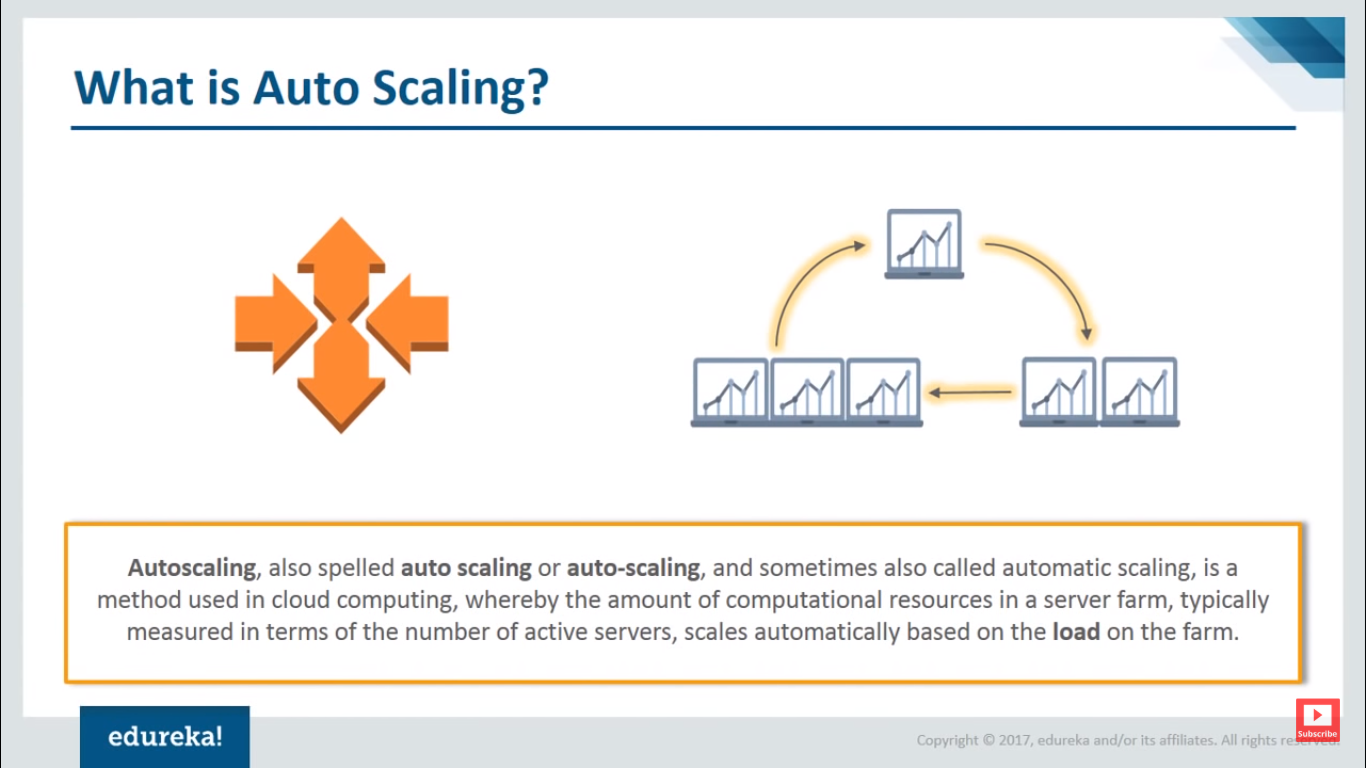 What is Auto Scaling?
Autoscaling, also spelled auto scaling or auto-scaling, and sometimes also called automatic scaling, is a
method used in cloud computing, whereby the amount of computational resources in a server farm, typically
measured in terms of the number of active servers, scales automatically based on the load on the farm.
edureka!
Copyright © 2017, edureka and/or its affiliates. All rights reserved.
Subscribe